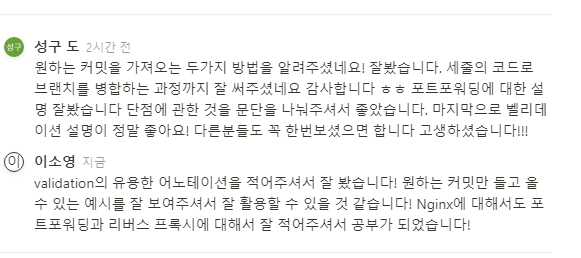 성구 성구 도 2시간 전
원하는 커밋을 가져오는 두가지 방법을 알려주셨네요! 잘봤습니다. 세줄의 코드로
브랜치를 병합하는 과정까지 잘 써주셨네요 감사합니다 ㅎㅎ 포트포워딩에 대한 설
명 잘봤습니다 단점에 관한 것을 문단을 나눠주셔서 좋았습니다. 마지막으로 벨리데
이션 설명이 정말 좋아요! 다른분들도 꼭 한번보셨으면 합니다 고생하셨습니다!!!
이 이소영 지금
validation의 유용한 어노테이션을 적어주셔서 잘 봤습니다! 원하는 커밋만 들고 올
수 있는 예시를 잘 보여주셔서 잘 활용할 수 있을 것 같습니다! Nginx에 대해서도 포
트포워딩과 리버스 프록시에 대해서 잘 적어주셔서 공부가 되었습니다!